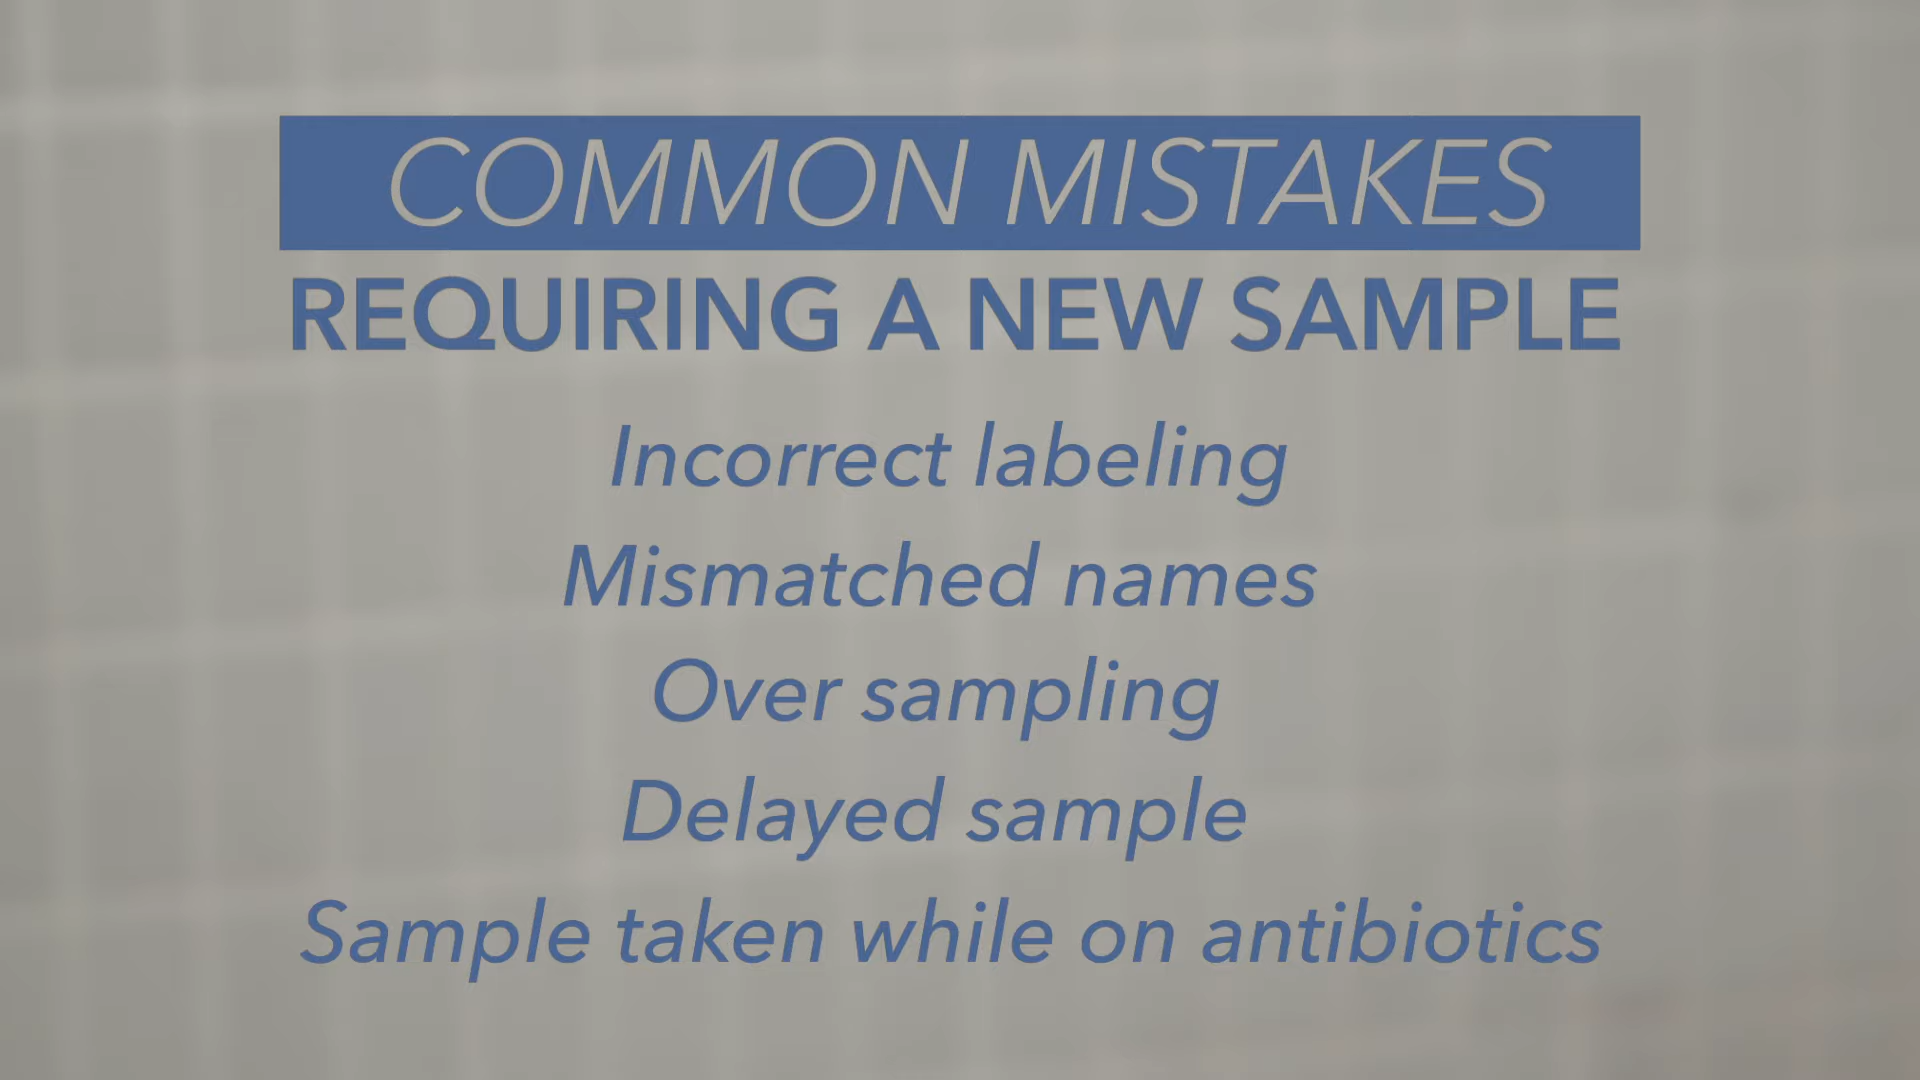 COMMON MISTAKES
REQUIRING A NEW SAMPLE
Incorrect labeling
Mismatched names
Over sampling
Delayed sample
Sample taken while on antibiotics